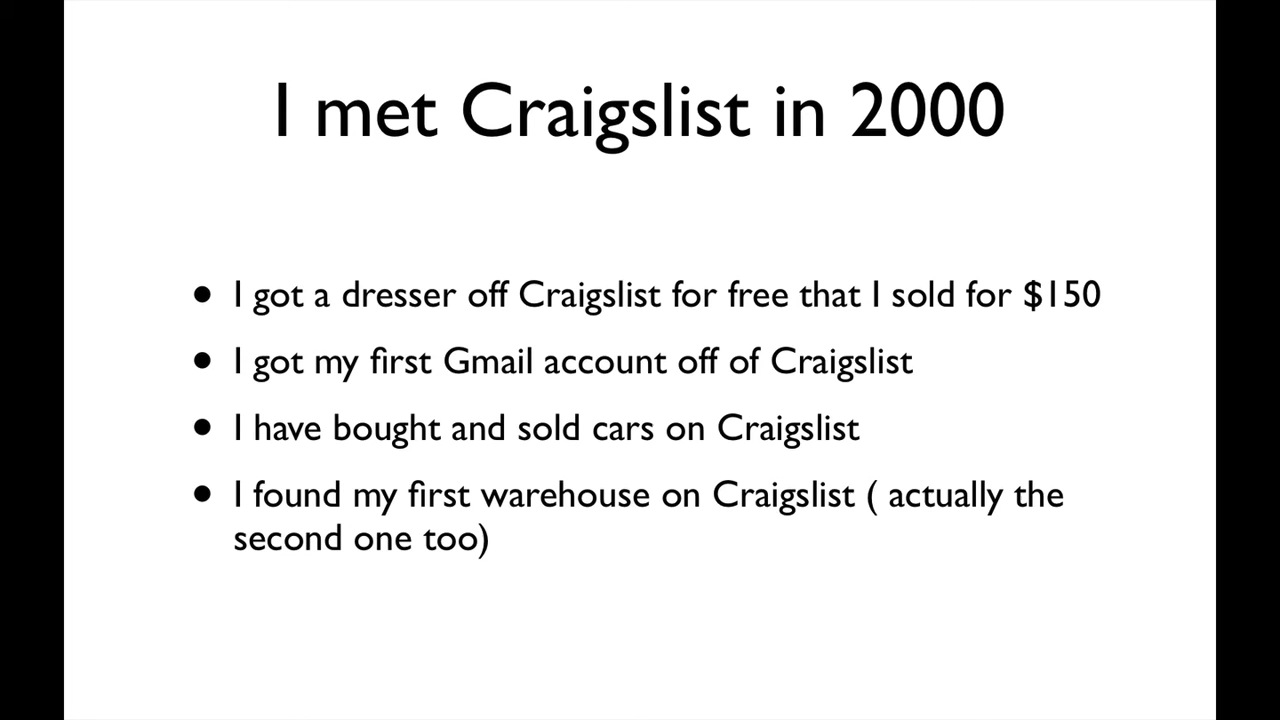 I met Craigslist in 2000
• I got a dresser off Craigslist for free that I sold for $150
• I got my first Gmail account off of Craigslist
• I have bought and sold cars on Craigslist
• I found my first warehouse on Craigslist ( actually the
second one too)